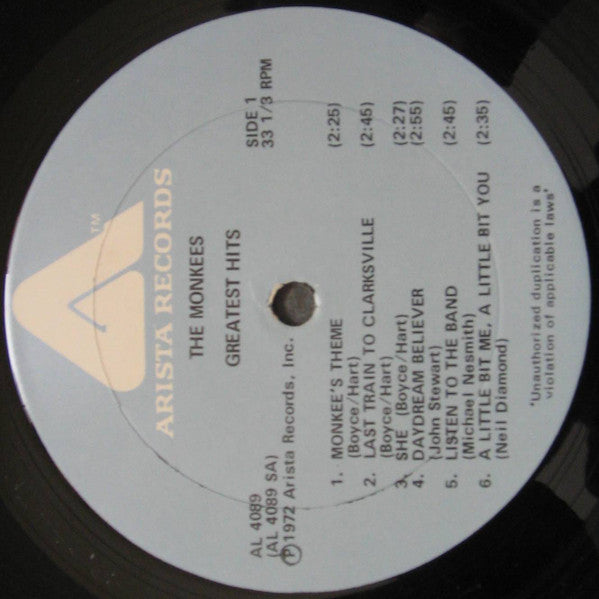 ™
ARISTA RECORDS
THE MONKEES
GREATEST HITS
AL 4089
(AL 4089 SA)
Ⓟ1972 Arista Records, Inc.
SIDE 1
33 1/3 RPM
1. MONKEE'S THEME (2:25)
(Boyce/Hart)
2. LAST TRAIN TO CLARKSVILLE (2:45)
(Boyce/Hart)
3. SHE (Boyce/Hart) (2:27)
4. DAYDREAM BELIEVER (2:55)
(John Stewart)
5. LISTEN TO THE BAND (2:45)
(Michael Nesmith)
6. A LITTLE BIT ME, A LITTLE BIT YOU (2:35)
(Neil Diamond)
"Unauthorized duplication is a
violation of applicable laws"